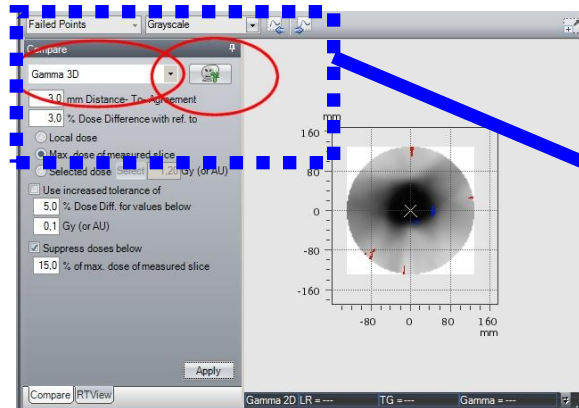 Failed Points
Grayscale
Compare
Gamma 3D
3,0 mm Distance- To- Agreement
3,0 % Dose Difference with ref. to
Local dose
Max. dose of measured slice
Selected dose Select 1,20 Gy (or AU)
Use increased tolerance of
5,0 % Dose Diff. for values below
0,1 Gy (or AU)
Suppress doses below
15,0 % of max. dose of measured slice
Apply
Compare RTView
mm
160
80
0
-80
-160
-80 0 80 160
mm
Gamma 2D LR = --- TG = --- Gamma = ---